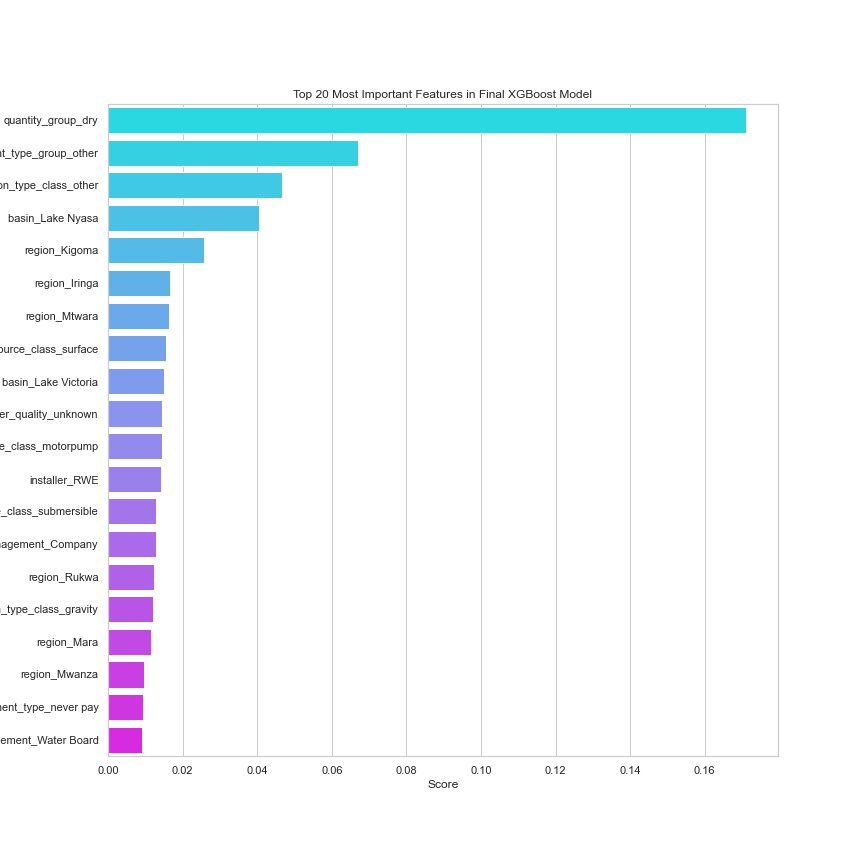 Top 20 Most Important Features in Final XGBoost Model
quantity_group_dry
nt_type_group_other
on_type_class_other
basin_Lake Nyasa
region_Kigoma
region_Iringa
region_Mtwara
ource_class_surface
basin_Lake Victoria
er_quality_unknown
e_class_motorpump
installer_RWE
_class_submersible
agement_Company
region_Rukwa
_type_class_gravity
region_Mara
region_Mwanza
ent_type_never pay
ement_Water Board
0.00 0.02 0.04 0.06 0.08 0.10 0.12 0.14 0.16
Score